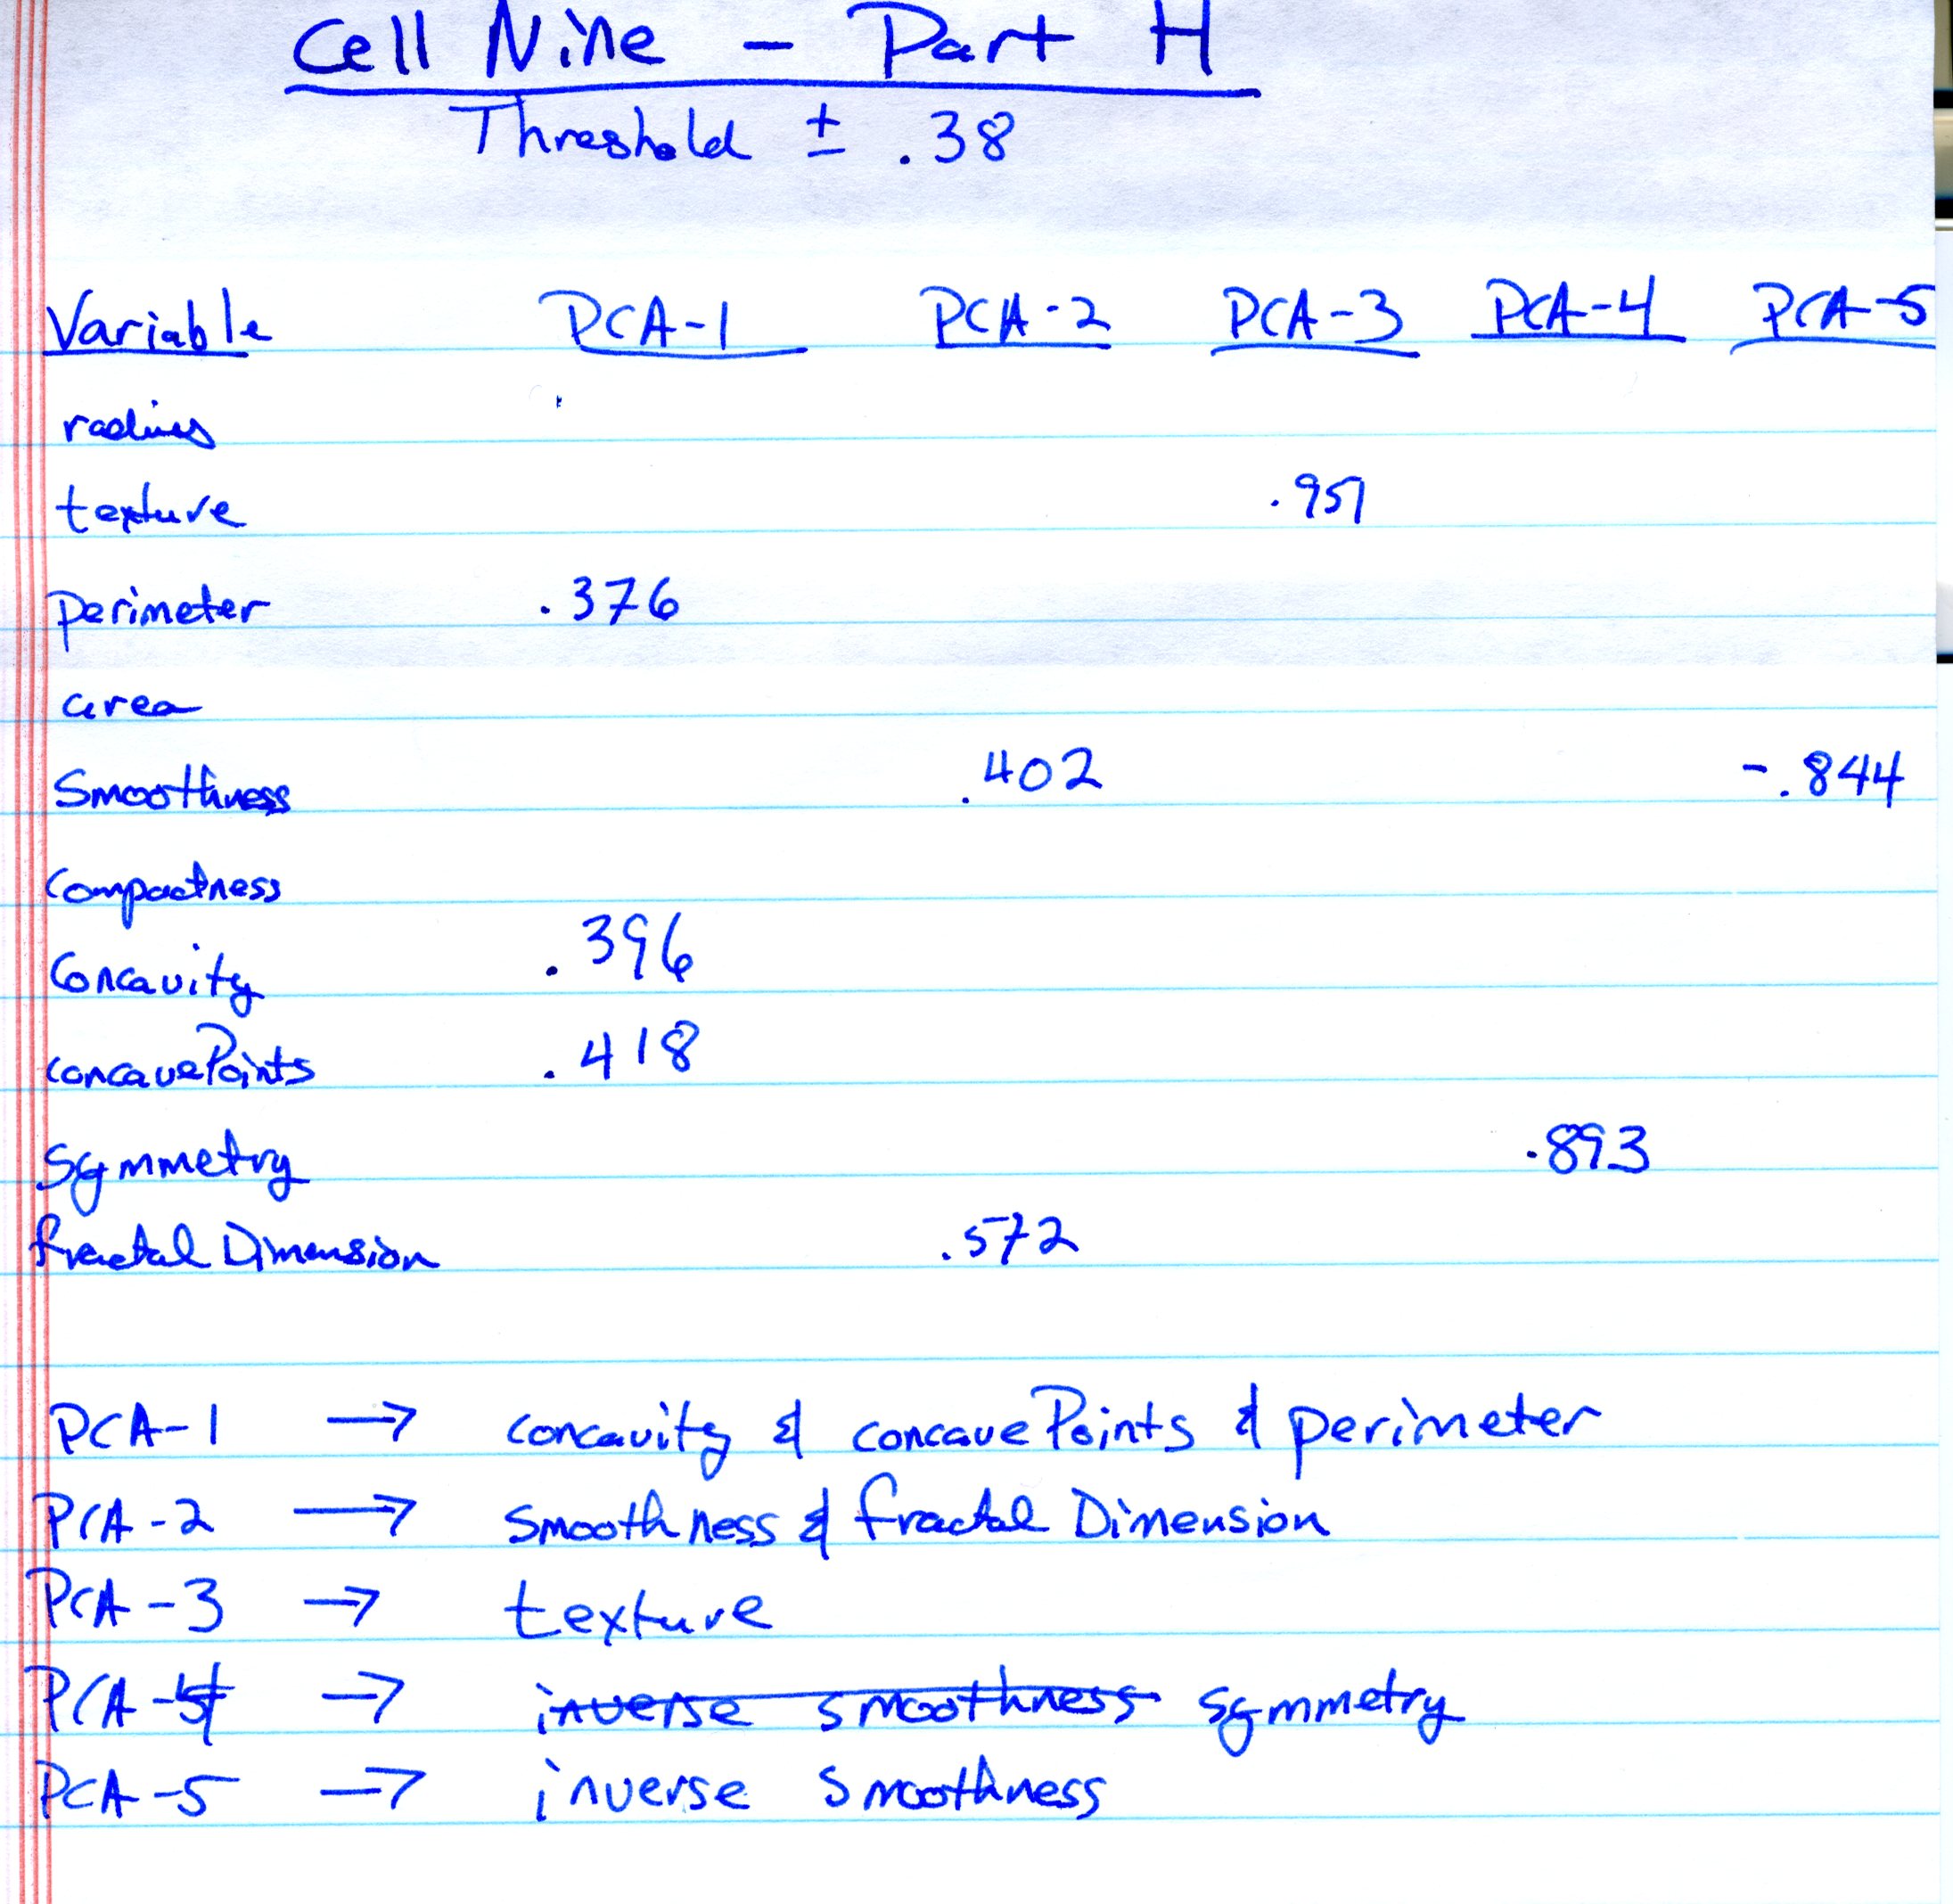 Cell Nine - Part H
Threshold ± .38
Variable PCA-1 PCA-2 PCA-3 PCA-4 PCA-5
radius
texture .951
perimeter .376
area
Smoothness .402 -.844
Compactness
Concavity .396
concavePoints .418
Symmetry .893
fractal Dimension .572
PCA-1 → concavity & concavePoints & perimeter
PCA-2 → smoothness & fractal Dimension
PCA-3 → texture
PCA-4 → inverse smoothness symmetry
PCA-5 → inverse smoothness